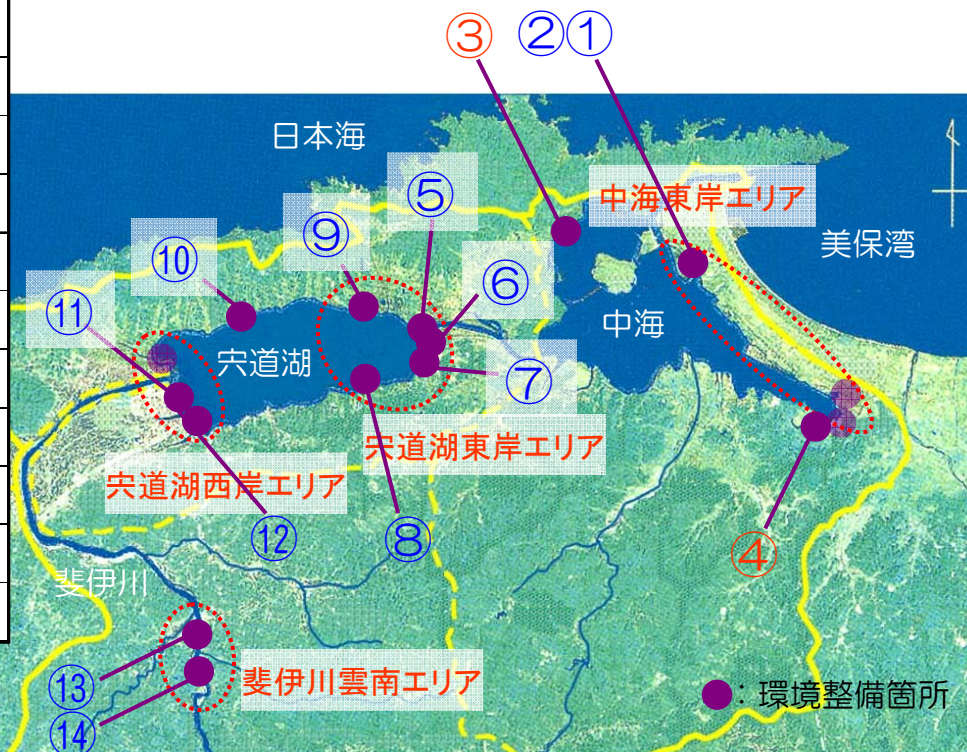 ③ ②①
日本海
⑤
中海東岸エリア
⑨
美保湾
⑩
⑥
⑪
中海
宍道湖
⑦
宍道湖東岸エリア
宍道湖西岸エリア
⑫
⑧
④
斐伊川
斐伊川雲南エリア
⑬
：環境整備箇所
⑭